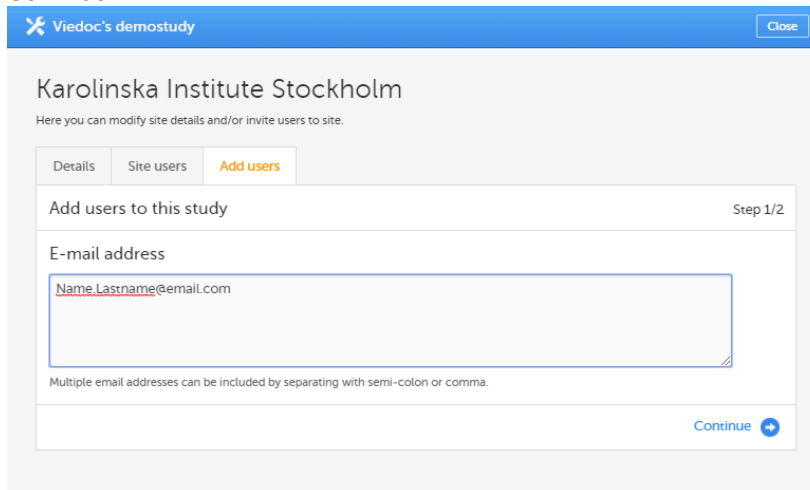 Viedoc's demostudy
Close
Karolinska Institute Stockholm
Here you can modify site details and/or invite users to site.
Details
Site users
Add users
Add users to this study
Step 1/2
E-mail address
Name.Lastname@email.com
Multiple email addresses can be included by separating with semi-colon or comma.
Continue